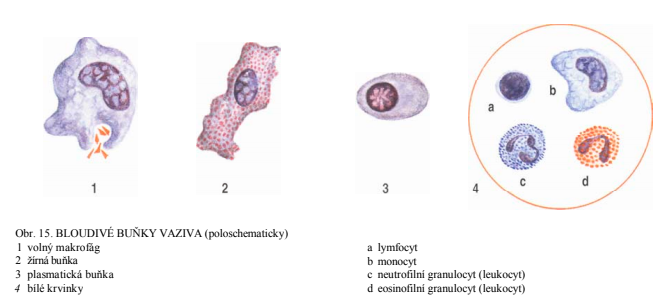 a
b
1
2
3
4
c
d
Obr. 15. BLOUDIVÉ BUŇKY VAZIVA (poloschematicky)
1 volný makrofág
2 žírná buňka
3 plasmatická buňka
4 bílé krvinky
a lymfocyt
b monocyt
c neutrofilní granulocyt (leukocyt)
d eosinofilní granulocyt (leukocyt)